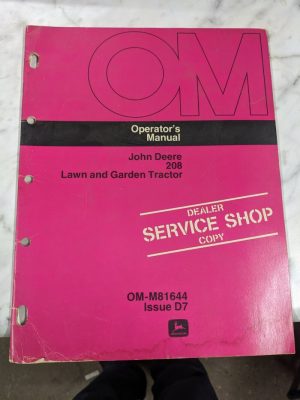 OM
Operator's
Manual
John Deere
208
Lawn and Garden Tractor
DEALER
SERVICE SHOP
COPY
OM-M81644
Issue D7